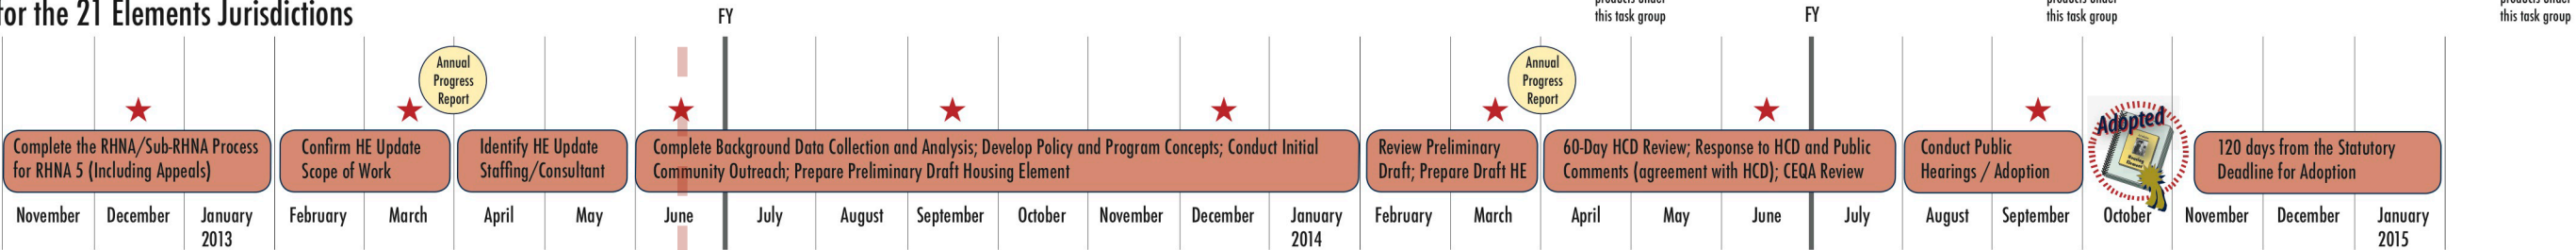 for the 21 Elements Jurisdictions
FY
products under
this task group
FY
products under
this task group
products under
this task group
Annual
Progress
Report
Annual
Progress
Report
Adopted
Complete the RHNA/Sub-RHNA Process
for RHNA 5 (Including Appeals)
Confirm HE Update
Scope of Work
Identify HE Update
Staffing/Consultant
Complete Background Data Collection and Analysis; Develop Policy and Program Concepts; Conduct Initial
Community Outreach; Prepare Preliminary Draft Housing Element
Review Preliminary
Draft; Prepare Draft HE
60-Day HCD Review; Response to HCD and Public
Comments (agreement with HCD); CEQA Review
Conduct Public
Hearings / Adoption
120 days from the Statutory
Deadline for Adoption
November December January February March April May June July August September October November December January February March April May June July August September October November December January
2013 2014 2015